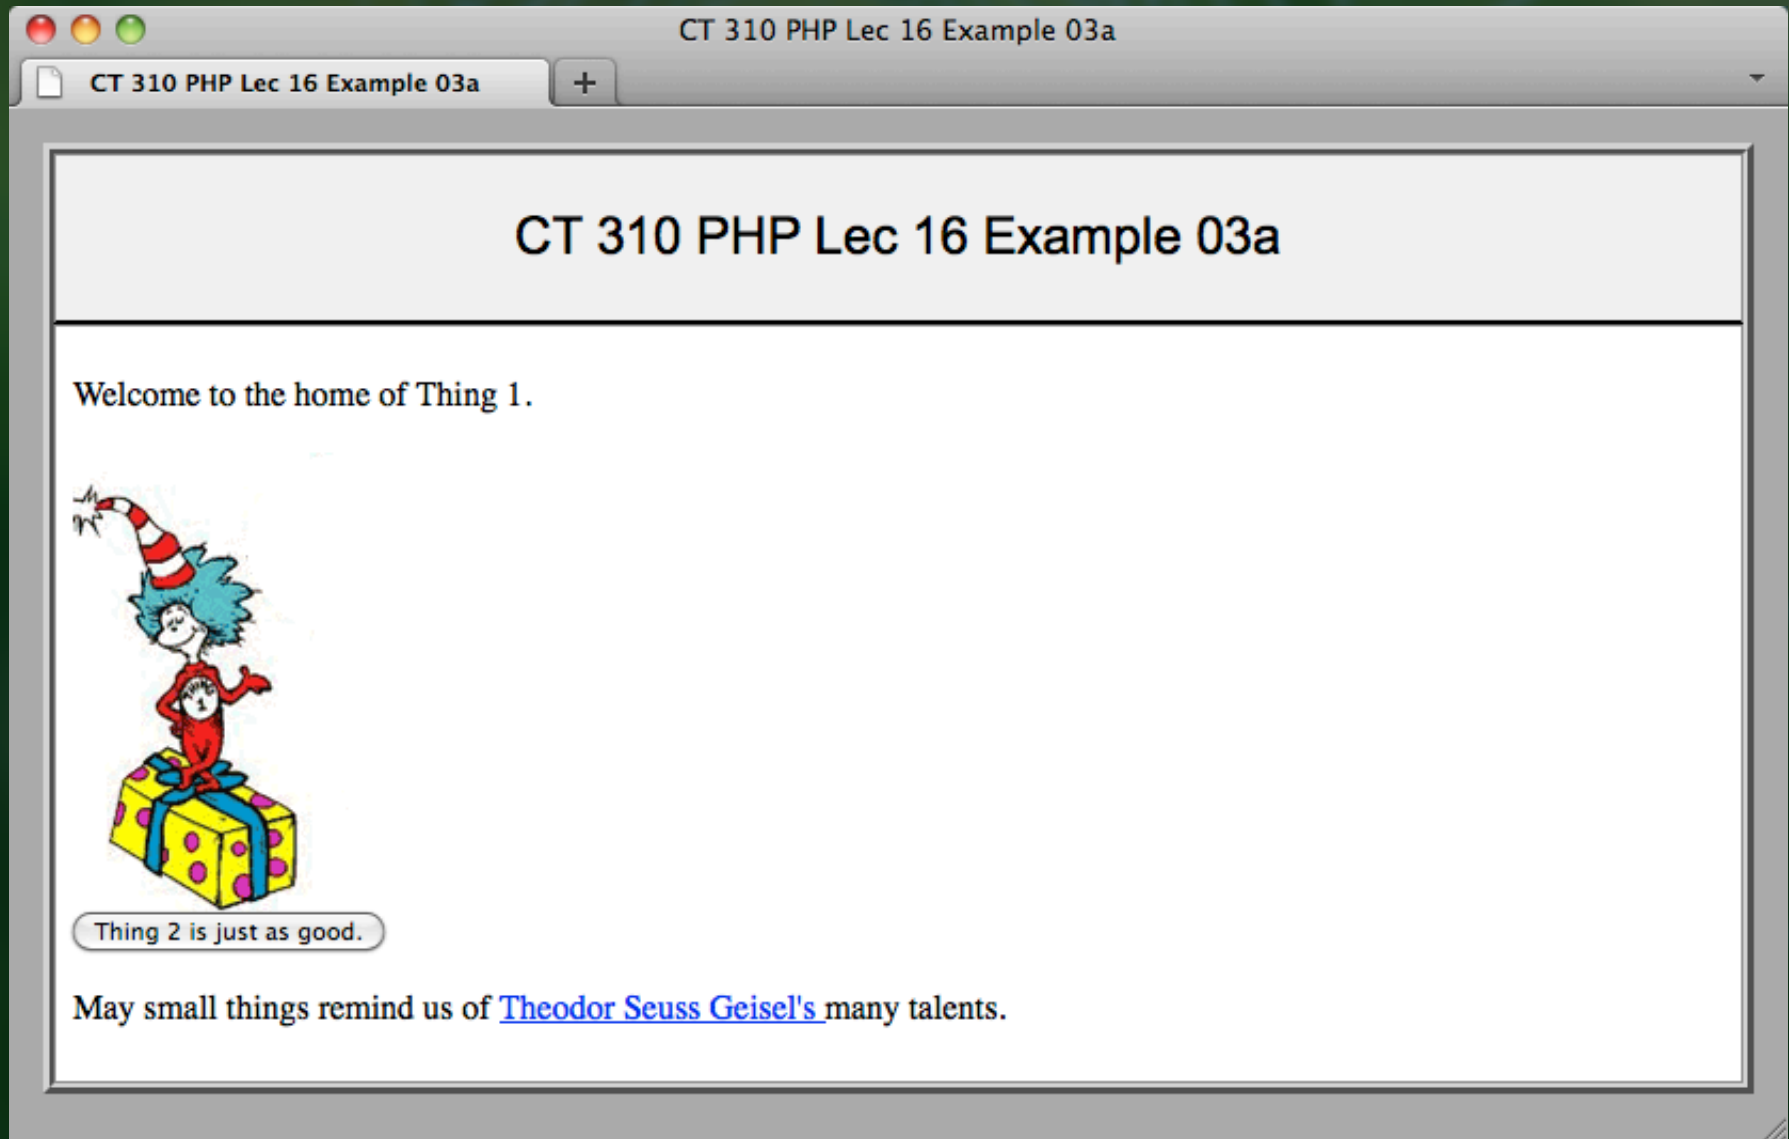 CT 310 PHP Lec 16 Example 03a
CT 310 PHP Lec 16 Example 03a
CT 310 PHP Lec 16 Example 03a
Welcome to the home of Thing 1.
THING
1
Thing 2 is just as good.
May small things remind us of Theodor Seuss Geisel's many talents.